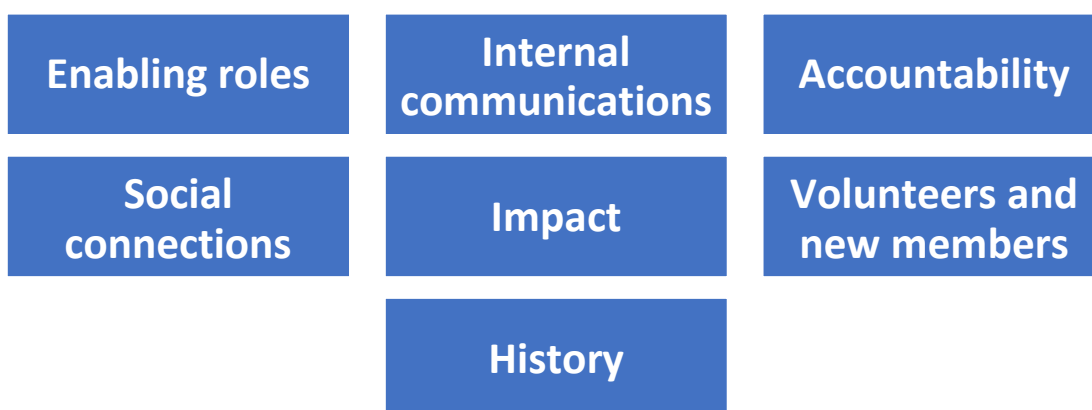 Enabling roles
Internal
communications
Accountability
Social
connections
Impact
Volunteers and
new members
History